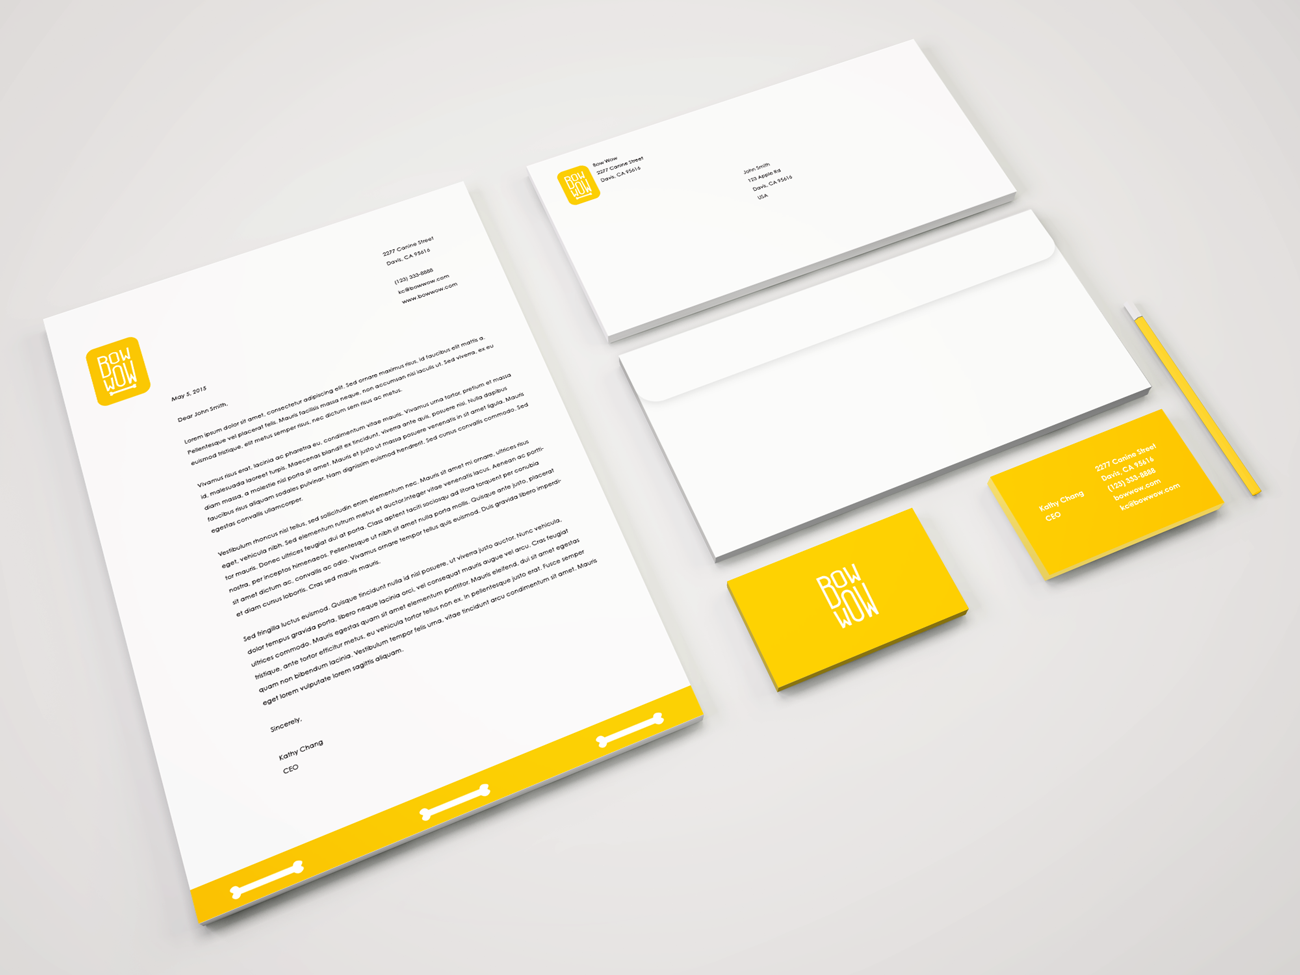 2277 Canine Street
Davis, CA 95616
(123) 333-8888
kc@bowwow.com
www.bowwow.com
BOW
WOW
May 5, 2015
Dear John Smith,
Lorem ipsum dolor sit amet, consectetur adipiscing elit. Sed ornare maximus risus, id faucibus elit mattis a.
Pellentesque vel placerat felis. Mauris facilisis massa neque, non accumsan nisi iaculis ut. Sed viverra, ex eu
euismod tristique, elit metus semper risus, nec dictum sem risus ac metus.
Vivamus risus erat, lacinia ac pharetra eu, condimentum vitae mauris. Vivamus urna tortor, pretium et massa
id, malesuada laoreet turpis. Maecenas blandit ex tincidunt, viverra ante quis, posuere nisi. Nulla dapibus
diam massa, a molestie nisl porta sit amet. Mauris et justo ut massa posuere venenatis in sit amet ligula. Mauris
faucibus risus aliquam sodales pulvinar. Nam dignissim euismod hendrerit. Sed cursus convallis commodo. Sed
egestas convallis ullamcorper.
Vestibulum rhoncus nisl tellus, sed sollicitudin enim elementum nec. Mauris sit amet mi ornare, ultrices risus
eget, vehicula nibh. Sed elementum rutrum metus et auctor.Integer vitae venenatis lacus. Aenean ac porti-
tor mauris. Donec ultrices feugiat dui at porta. Class aptent taciti sociosqu ad litora torquent per conubia
nostra, per inceptos himenaeos. Pellentesque ut nibh sit amet nulla porta mollis. Quisque ante justo, placerat
sit amet dictum ac, convallis ac odio. Vivamus ornare tempor tellus quis euismod. Duis gravida libero imperdi-
et diam cursus lobortis. Cras sed mauris mauris.
Sed fringilla luctus euismod. Quisque tincidunt nulla id nisl posuere, ut viverra justo auctor. Nunc vehicula,
dolor tempus gravida porta, libero neque lacinia orci, vel consequat mauris augue vel arcu. Cras feugiat
ultrices commodo. Mauris egestas quam sit amet elementum porttitor. Mauris eleifend, dui sit amet egestas
tristique, ante tortor efficitur metus, eu vehicula tortor tellus non ex. In pellentesque justo erat. Fusce semper
quam non bibendum lacinia. Vestibulum tempor felis urna, vitae tincidunt arcu condimentum sit amet. Mauris
eget lorem vulputate lorem sagittis aliquam.
Sincerely,
Kathy Chang
CEO
BOW
WOW
Bow Wow
2277 Canine Street
Davis, CA 95616
John Smith
123 Apple Rd
Davis, CA 95616
USA
BOW
WOW
Kathy Chang
CEO
2277 Canine Street
Davis, CA 95616
(123) 333-8888
bowwow.com
kc@bowwow.com